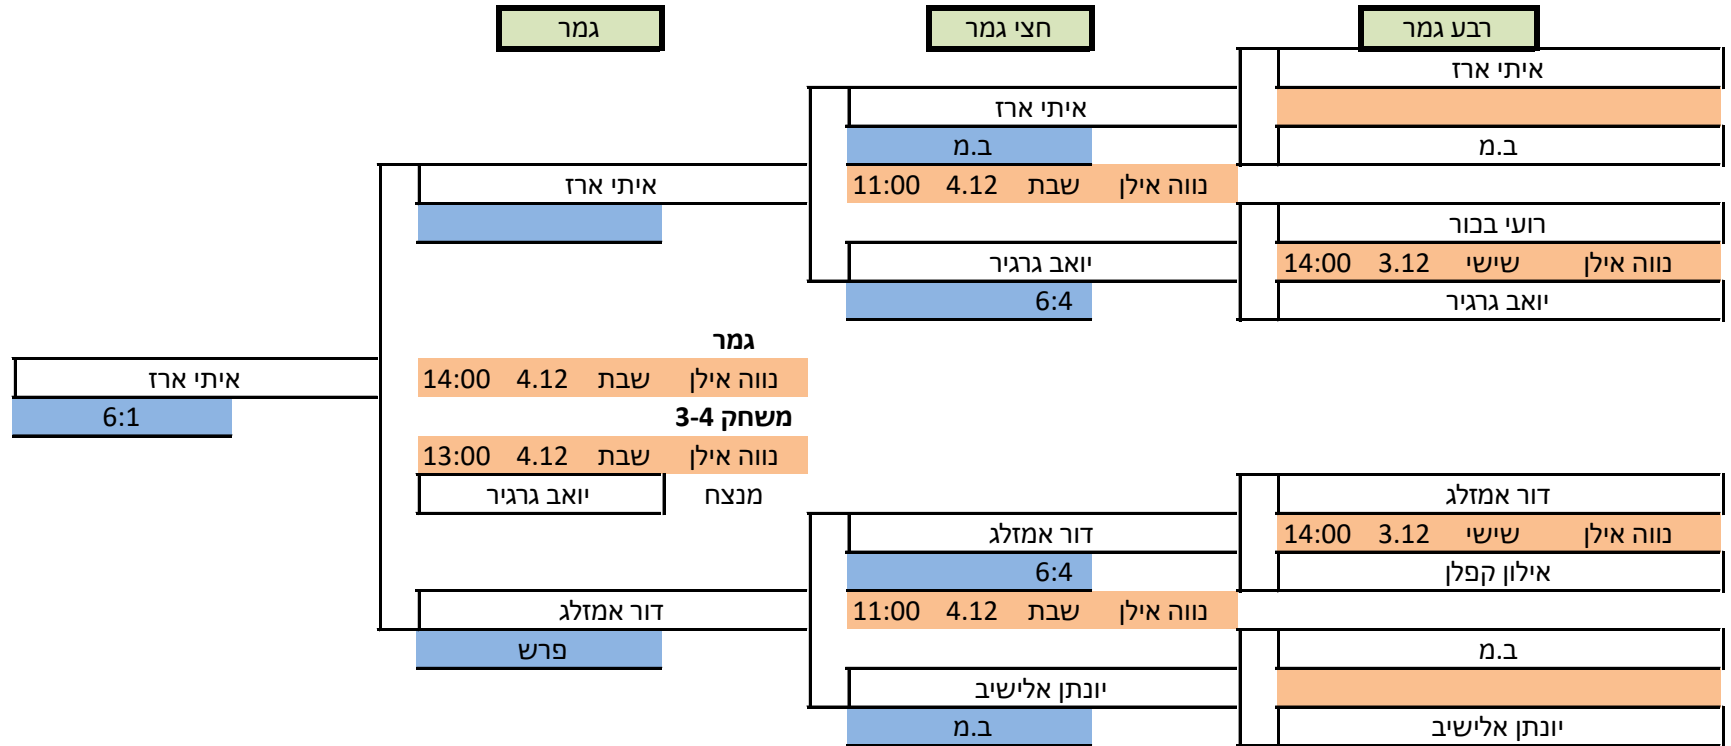 רבע גמר
חצי גמר
גמר
איתי ארז
ב.מ
רועי בכור
נווה אילן שישי 3.12 14:00
יואב גרגיר
דור אמזלג
נווה אילן שישי 3.12 14:00
אילון קפלן
ב.מ
יונתן אלישיב
איתי ארז
ב.מ
נווה אילן שבת 4.12 11:00
יואב גרגיר
6:4
דור אמזלג
6:4
נווה אילן שבת 4.12 11:00
יונתן אלישיב
ב.מ
איתי ארז
גמר
נווה אילן שבת 4.12 14:00
משחק 3-4
נווה אילן שבת 4.12 13:00
מנצח יואב גרגיר
דור אמזלג
פרש
איתי ארז
6:1